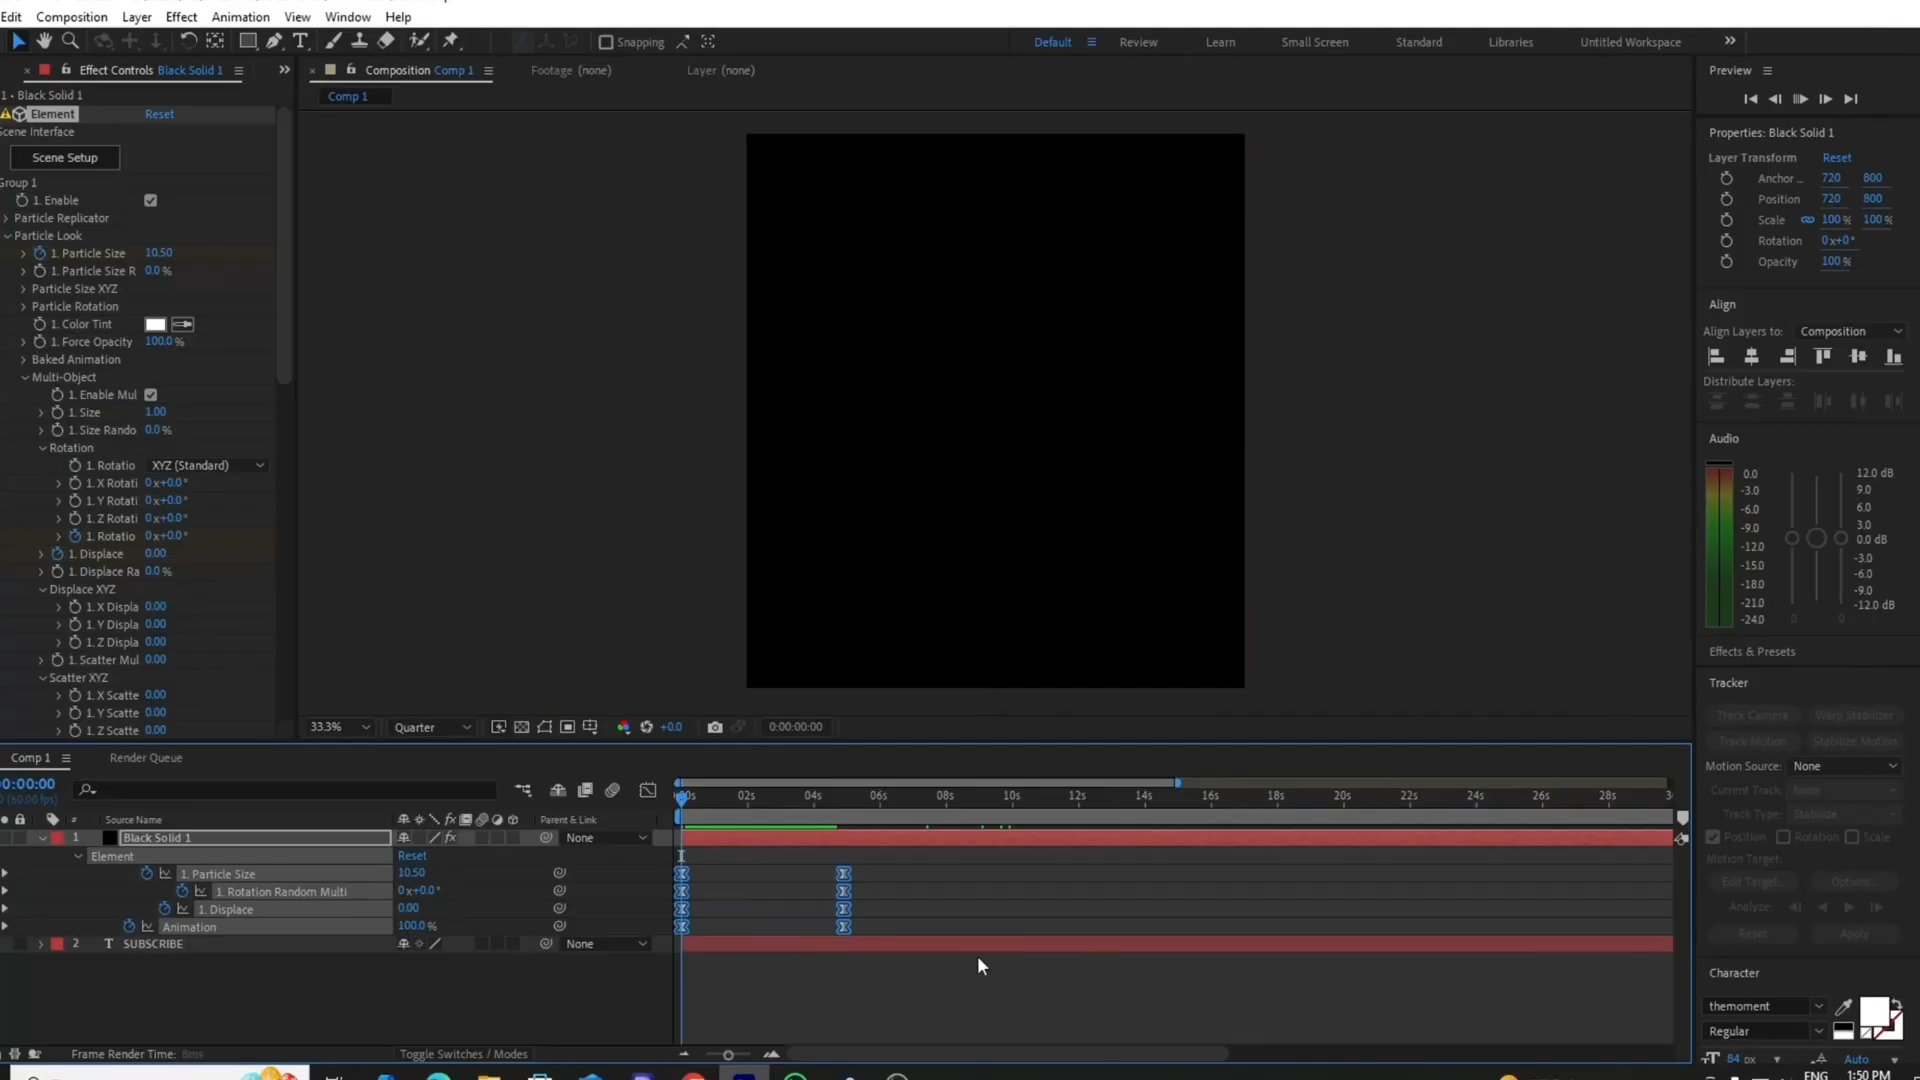 Edit Composition Layer Effect Animation View Window Help
Snapping
Default Review Learn Small Screen Standard Libraries Untitled Workspace
Effect Controls Black Solid 1
Composition Comp 1
Footage (none)
Layer (none)
Comp 1
1 • Black Solid 1
Element Reset
Scene Interface
Scene Setup
Group 1
1. Enable
Particle Replicator
Particle Look
1. Particle Size 10.50
1. Particle Size R 0.0 %
Particle Size XYZ
Particle Rotation
1. Color Tint
1. Force Opacity 100.0 %
Baked Animation
Multi-Object
1. Enable Mul
1. Size 1.00
1. Size Rando 0.0 %
Rotation
1. Rotatio XYZ (Standard)
1. X Rotati 0 x+0.0°
1. Y Rotati 0 x+0.0°
1. Z Rotati 0 x+0.0°
1. Rotatio 0 x+0.0°
1. Displace 0.00
1. Displace Ra 0.0 %
Displace XYZ
1. X Displa 0.00
1. Y Displa 0.00
1. Z Displa 0.00
1. Scatter Mul 0.00
Scatter XYZ
1. X Scatte 0.00
1. Y Scatte 0.00
1. Z Scatte 0.00
33.3% Quarter +0.0 0:00:00:00
Preview
Properties: Black Solid 1
Layer Transform Reset
Anchor ... 720 800
Position 720 800
Scale 100 % 100 %
Rotation 0 x+0°
Opacity 100 %
Align
Align Layers to: Composition
Distribute Layers:
Audio
0.0 12.0 dB
-3.0 9.0
-6.0 6.0
-9.0 3.0
-12.0 0.0 dB
-15.0 -3.0
-18.0 -6.0
-21.0 -9.0
-24.0 -12.0 dB
0 0
Effects & Presets
Tracker
Track Camera Warp Stabilizer
Track Motion Stabilize Motion
Motion Source: None
Current Track: None
Track Type: Stabilize
Position Rotation Scale
Motion Target:
Edit Target... Options...
Analyze:
Reset Apply
Character
themoment
Regular
84 px Auto
Comp 1 Render Queue
00:00:00
(60.00 fps)
02s 04s 06s 08s 10s 12s 14s 16s 18s 20s 22s 24s 26s 28s
# Source Name Parent & Link
1 Black Solid 1 None
Element Reset
1. Particle Size 10.50
1. Rotation Random Multi 0 x+0.0°
1. Displace 0.00
Animation 100.0 %
2 T SUBSCRIBE None
Frame Render Time: 8ms
Toggle Switches / Modes
ENG 1:50 PM